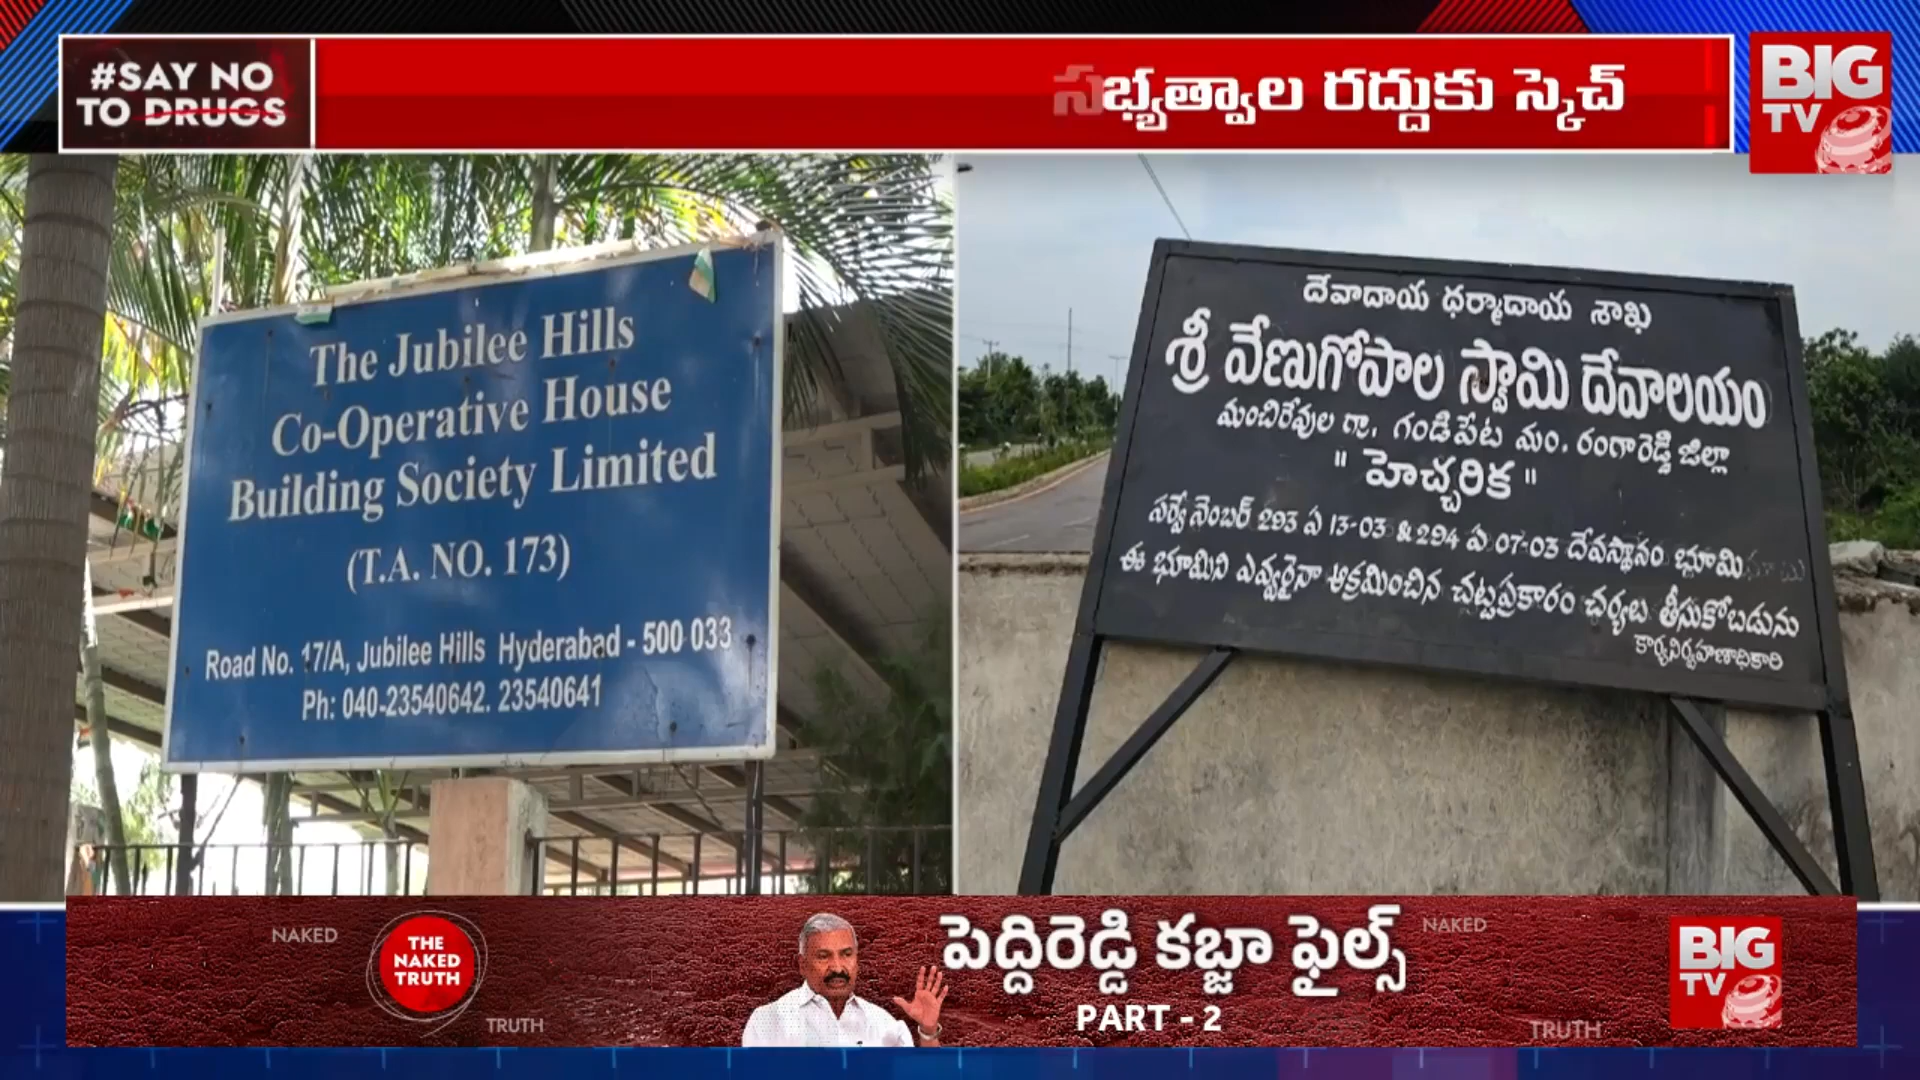 #SAY NO
TO DRUGS
సభ్యత్వాల రద్దుకు స్కెచ్
BIG
TV
The Jubilee Hills
Co-Operative House
Building Society Limited
(T.A. NO. 173)
Road No. 17/A, Jubilee Hills Hyderabad - 500 033
Ph: 040-23540642. 23540641
దేవాదాయ ధర్మాదాయ శాఖ
శ్రీ వేణుగోపాల స్వామి దేవాలయం
మంచిరేవుల గ్రా. గండిపేట మం. రంగారెడ్డి జిల్లా
" హెచ్చరిక "
సర్వే నెంబర్ 293 ఏ 13-03 & 294 ఏ 07-03 దేవస్థానం భూమి
ఈ భూమిని ఎవ్వరైనా ఆక్రమించిన చట్టప్రకారం చర్యలు తీసుకోబడును
కార్యనిర్వహణాధికారి
NAKED
THE
NAKED
TRUTH
TRUTH
పెద్దిరెడ్డి కబ్జా ఫైల్స్
PART - 2
NAKED
BIG
TV
TRUTH